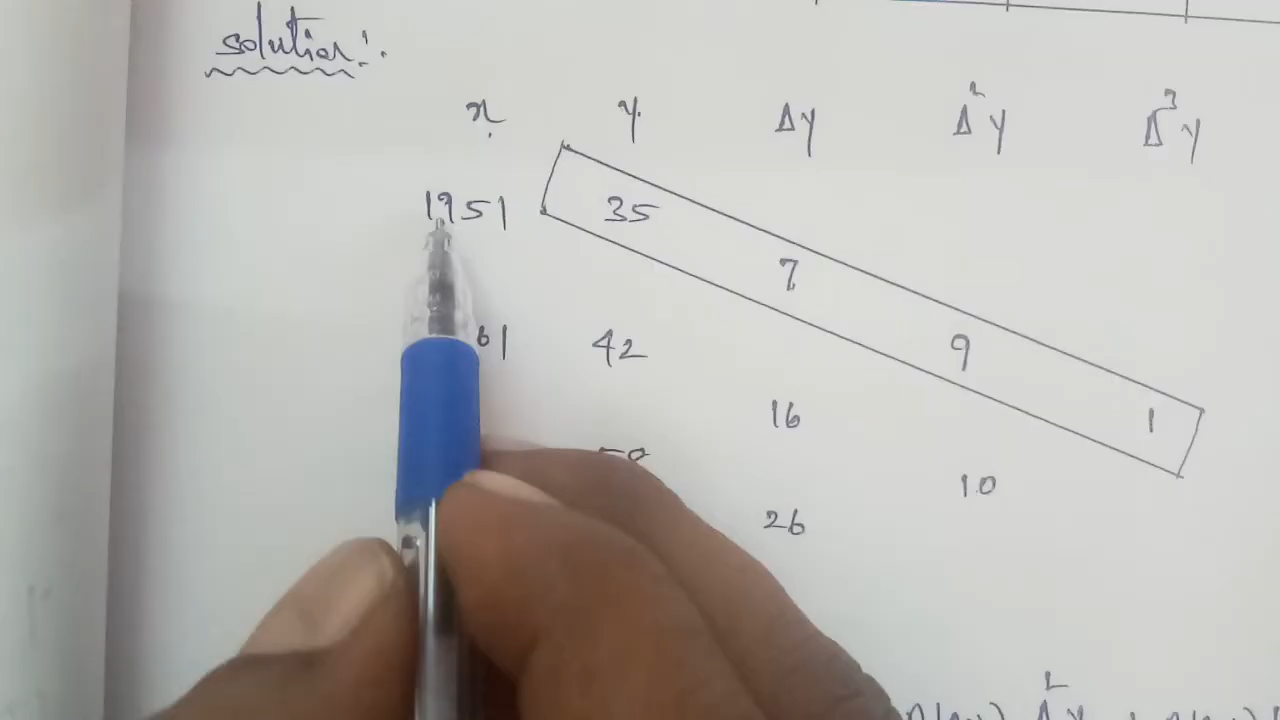 solution:-
x y Δy Δ²y Δ³y
1951 35
7
61 42 9
16 1
10
26